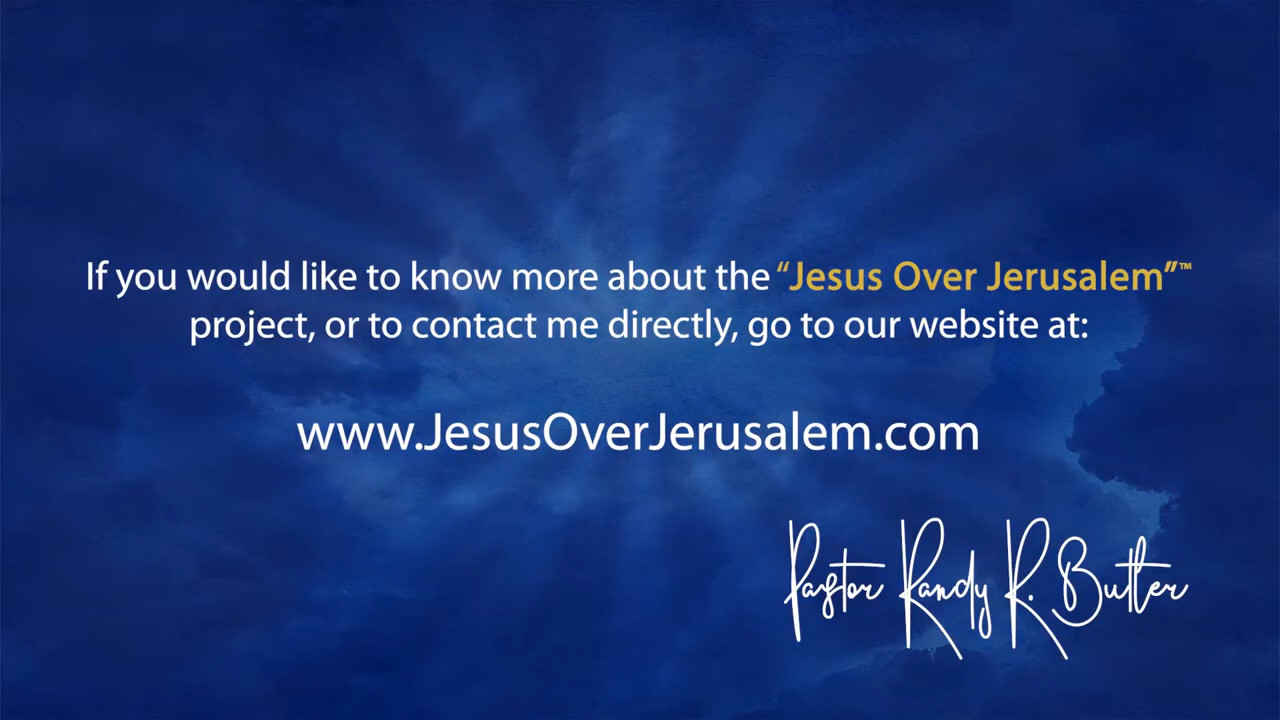 If you would like to know more about the “Jesus Over Jerusalem”™
project, or to contact me directly, go to our website at:
www.JesusOverJerusalem.com
Pastor Randy R. Butler